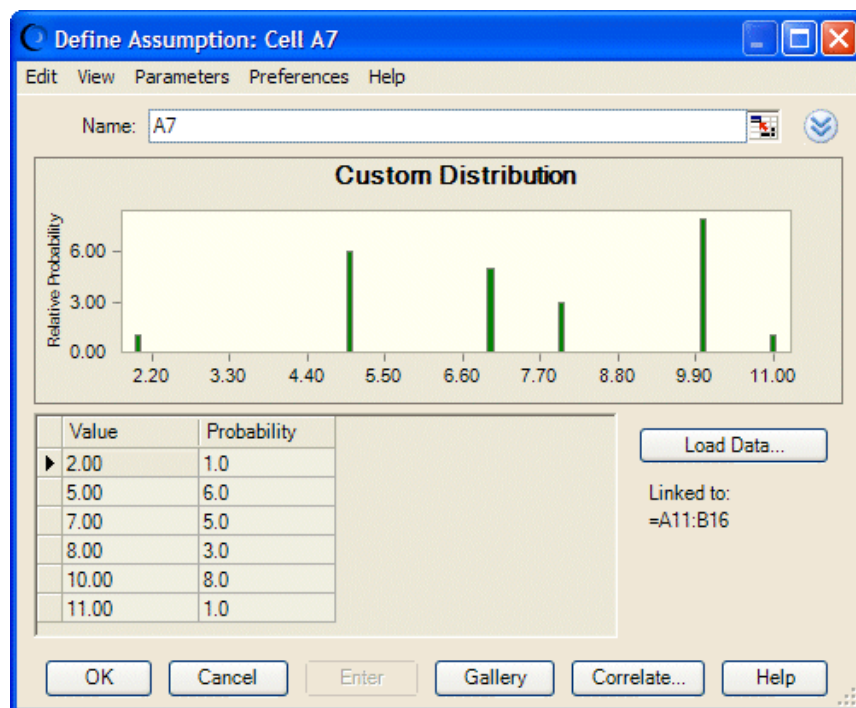 Define Assumption: Cell A7
Edit View Parameters Preferences Help
Name: A7
Custom Distribution
Relative Probability
6.00
3.00
0.00
2.20 3.30 4.40 5.50 6.60 7.70 8.80 9.90 11.00
Value Probability
2.00 1.0
5.00 6.0
7.00 5.0
8.00 3.0
10.00 8.0
11.00 1.0
Load Data...
Linked to:
=A11:B16
OK Cancel Enter Gallery Correlate... Help